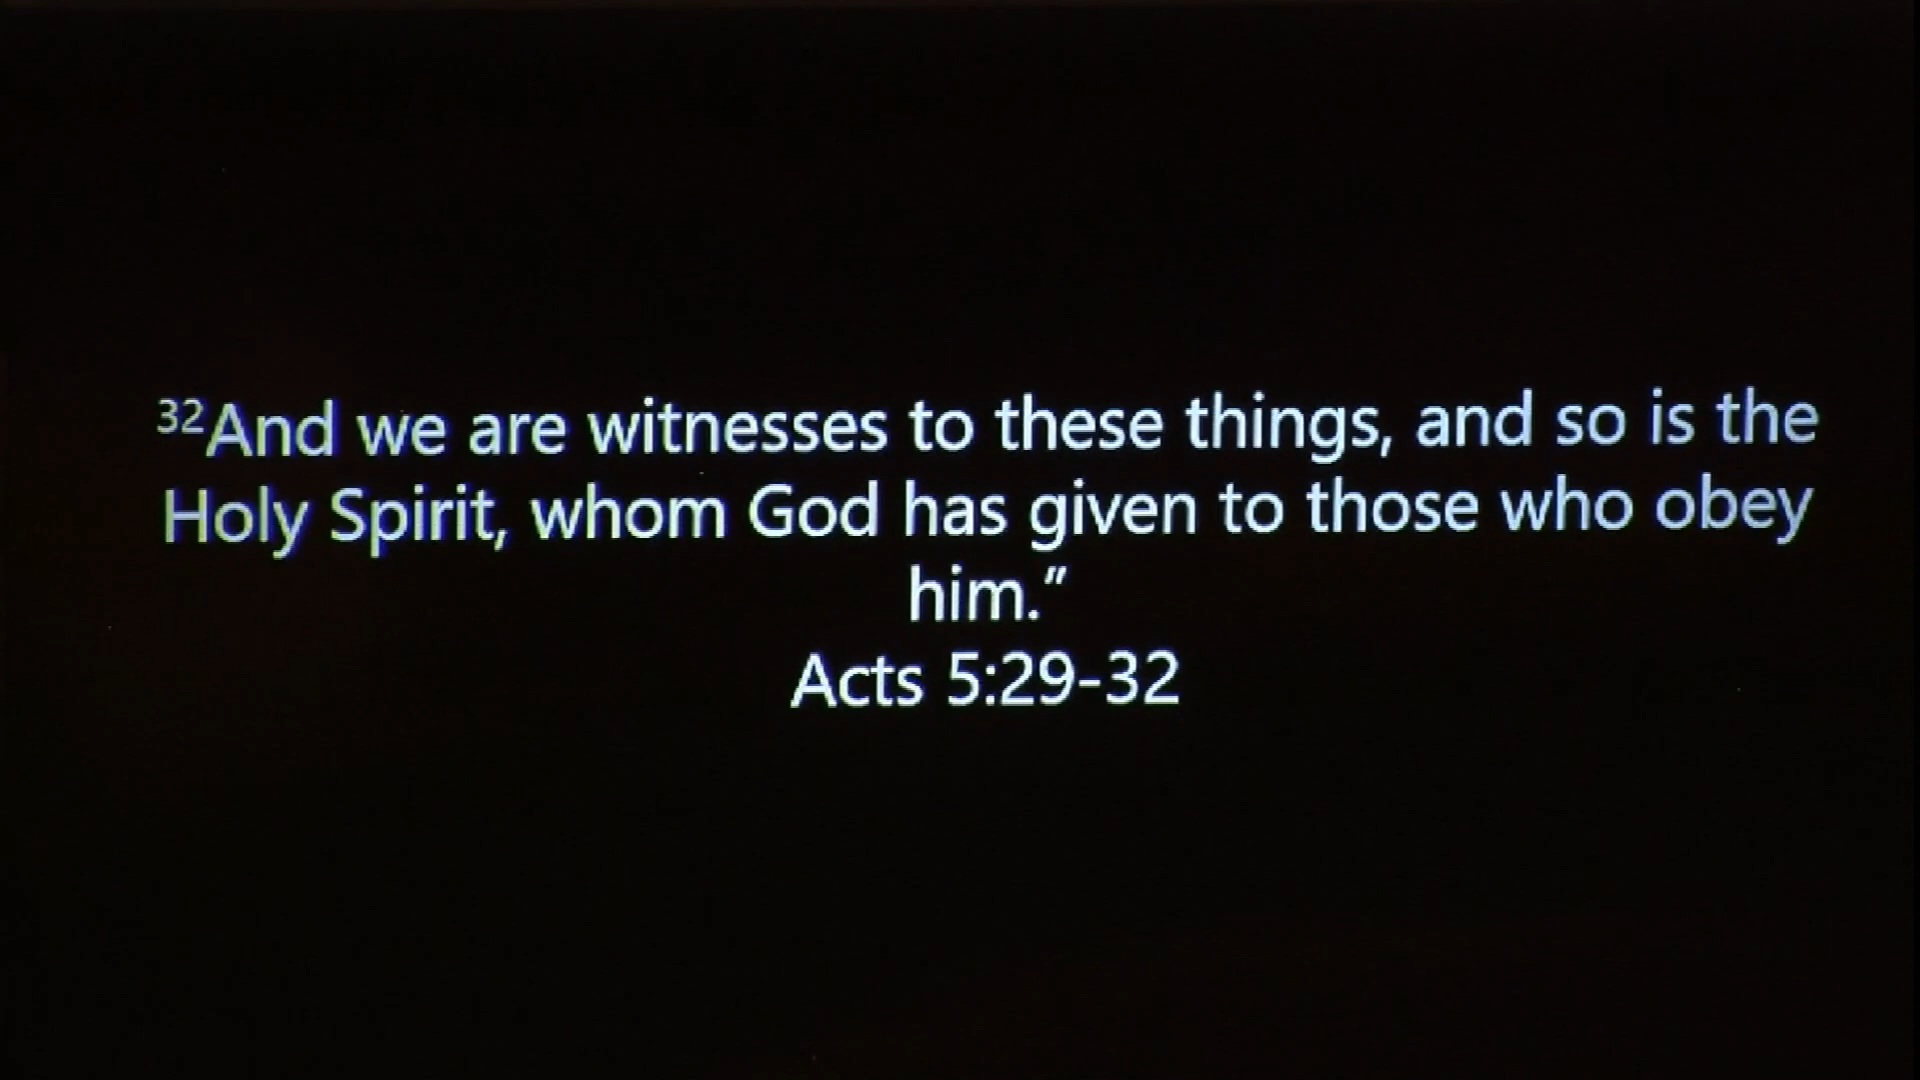 32And we are witnesses to these things, and so is the
Holy Spirit, whom God has given to those who obey
him.”
Acts 5:29-32